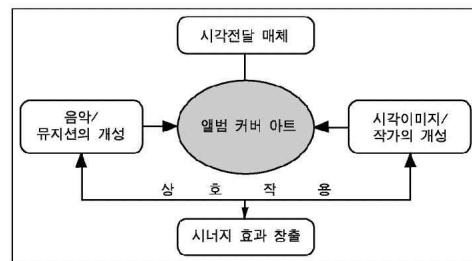 시각전달 매체
음악/
뮤지션의 개성
앨범 커버 아트
시각이미지/
작가의 개성
상 호 작 용
시너지 효과 창출